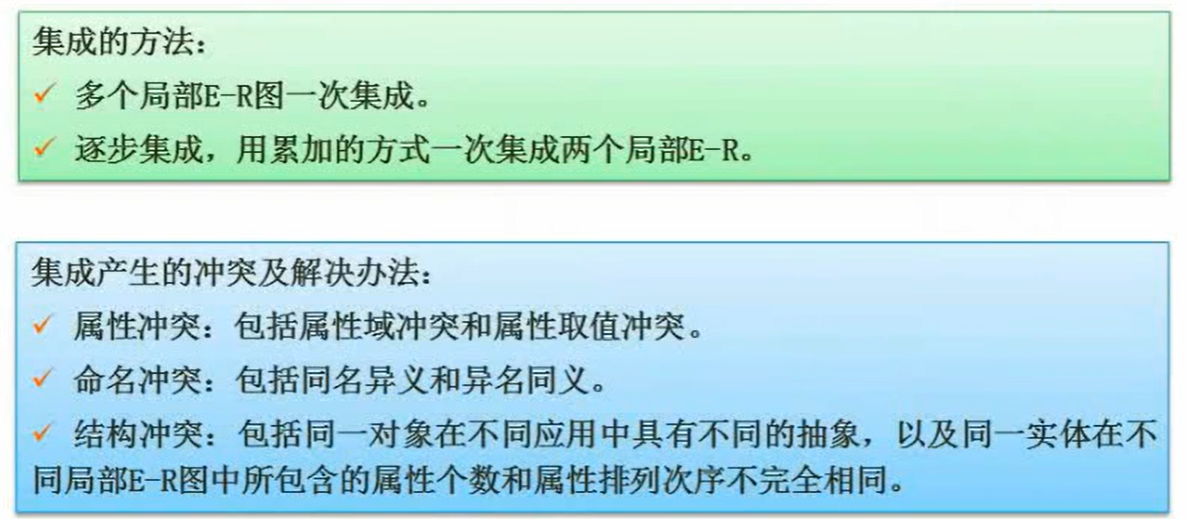 集成的方法：
✓ 多个局部E-R图一次集成。
✓ 逐步集成，用累加的方式一次集成两个局部E-R。
集成产生的冲突及解决办法：
✓ 属性冲突：包括属性域冲突和属性取值冲突。
✓ 命名冲突：包括同名异义和异名同义。
✓ 结构冲突：包括同一对象在不同应用中具有不同的抽象，以及同一实体在不
同局部E-R图中所包含的属性个数和属性排列次序不完全相同。